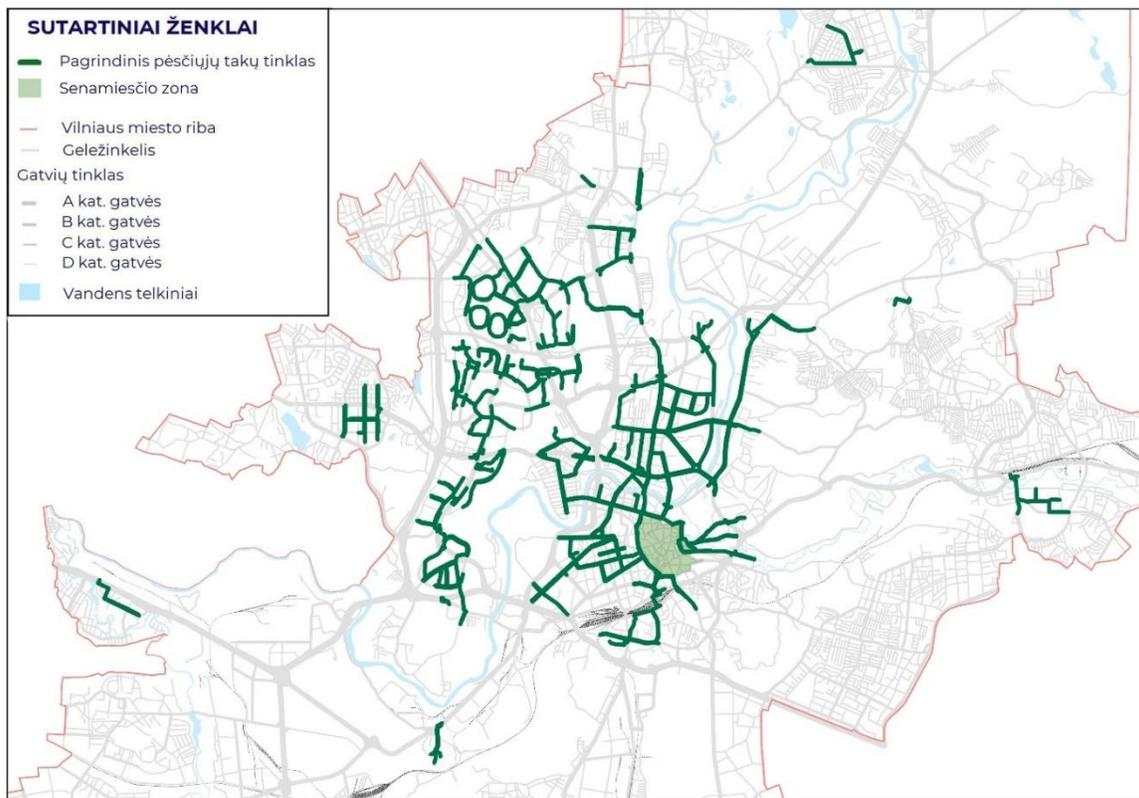 SUTARTINIAI ŽENKLAI
Pagrindinis pėsčiųjų takų tinklas
Senamiesčio zona
Vilniaus miesto riba
Geležinkelis
Gatvių tinklas
A kat. gatvės
B kat. gatvės
C kat. gatvės
D kat. gatvės
Vandens telkiniai